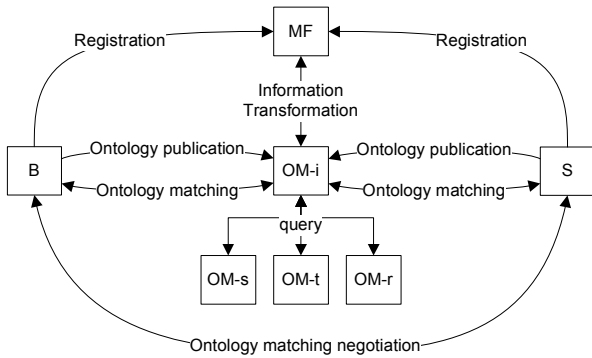 MF
Registration
Registration
Information
Transformation
Ontology publication
Ontology publication
B
OM-i
S
Ontology matching
Ontology matching
query
OM-s
OM-t
OM-r
Ontology matching negotiation